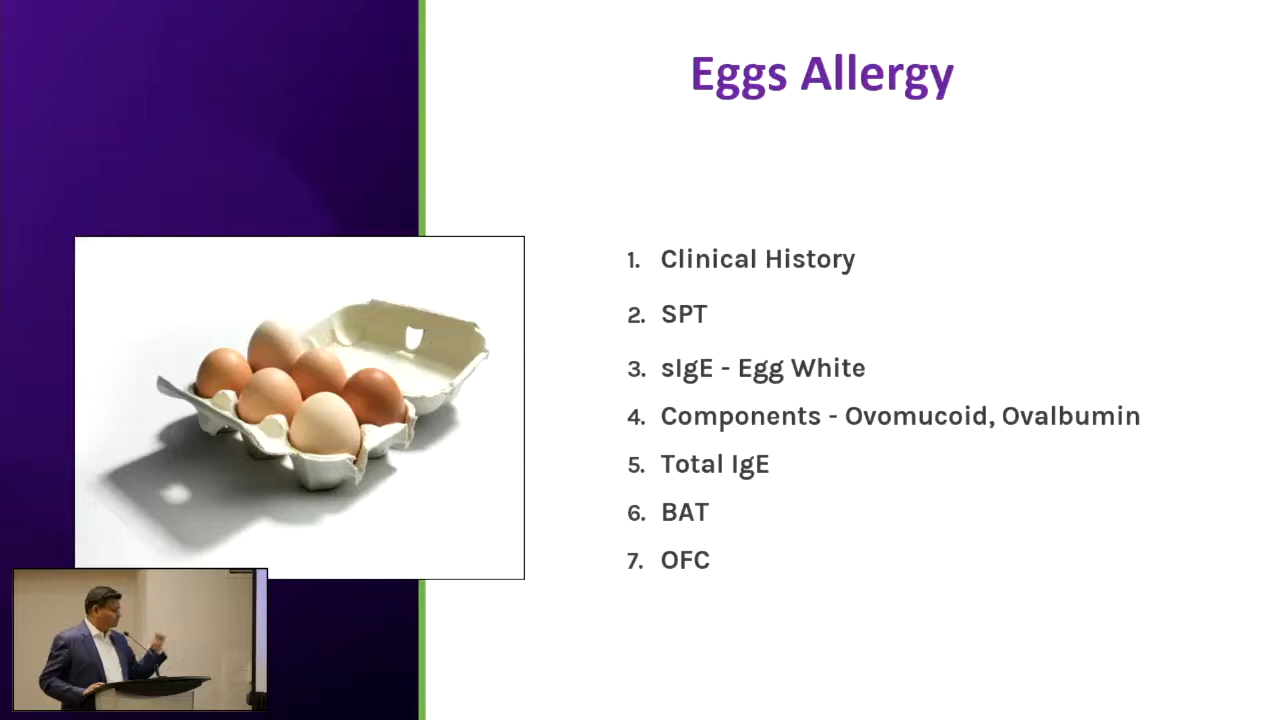 Eggs Allergy
1. Clinical History
2. SPT
3. sIgE - Egg White
4. Components - Ovomucoid, Ovalbumin
5. Total IgE
6. BAT
7. OFC